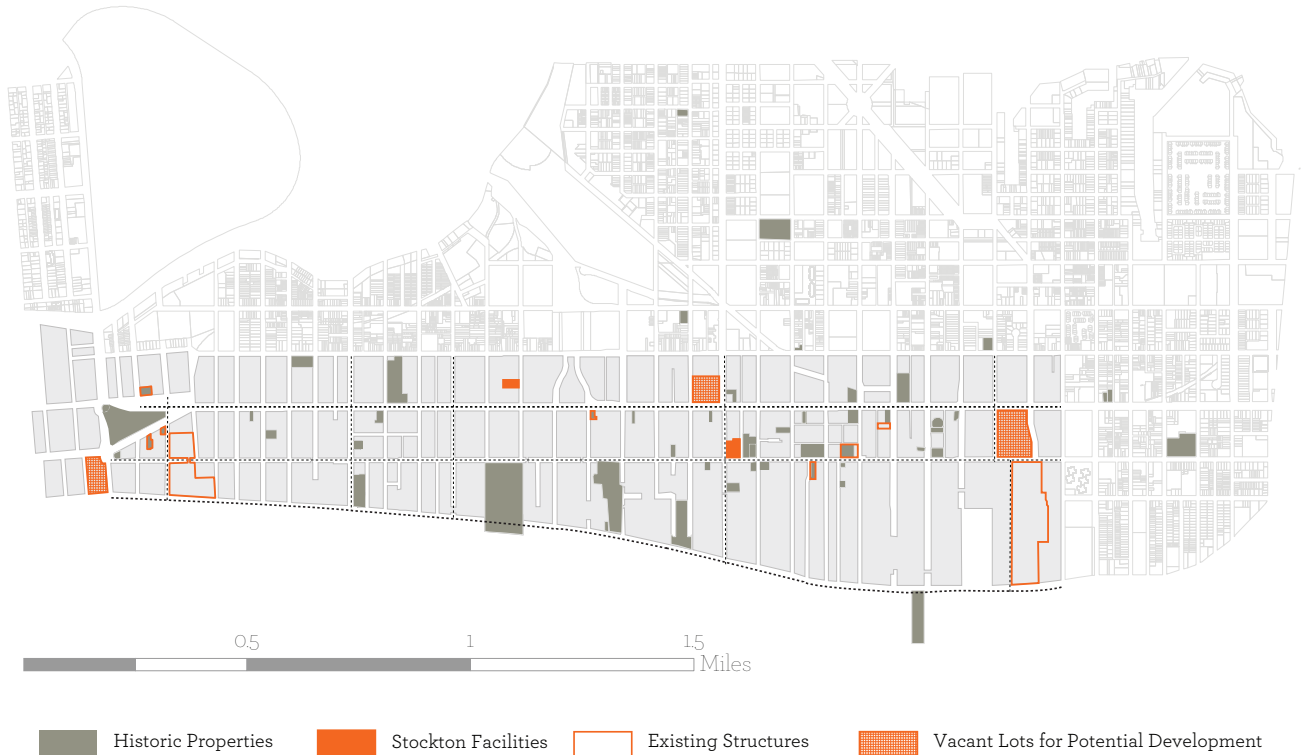 0.5 1 1.5
Miles
Historic Properties Stockton Facilities Existing Structures Vacant Lots for Potential Development